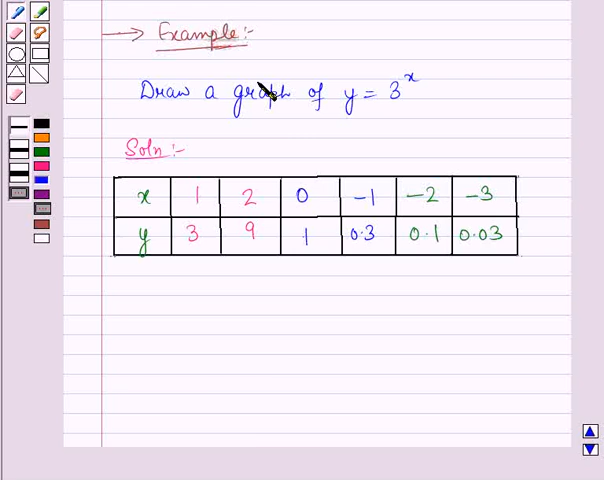 → Example:-
Draw a graph of y = 3ˣ
Soln:-
x 1 2 0 -1 -2 -3
y 3 9 1 0.3 0.1 0.03